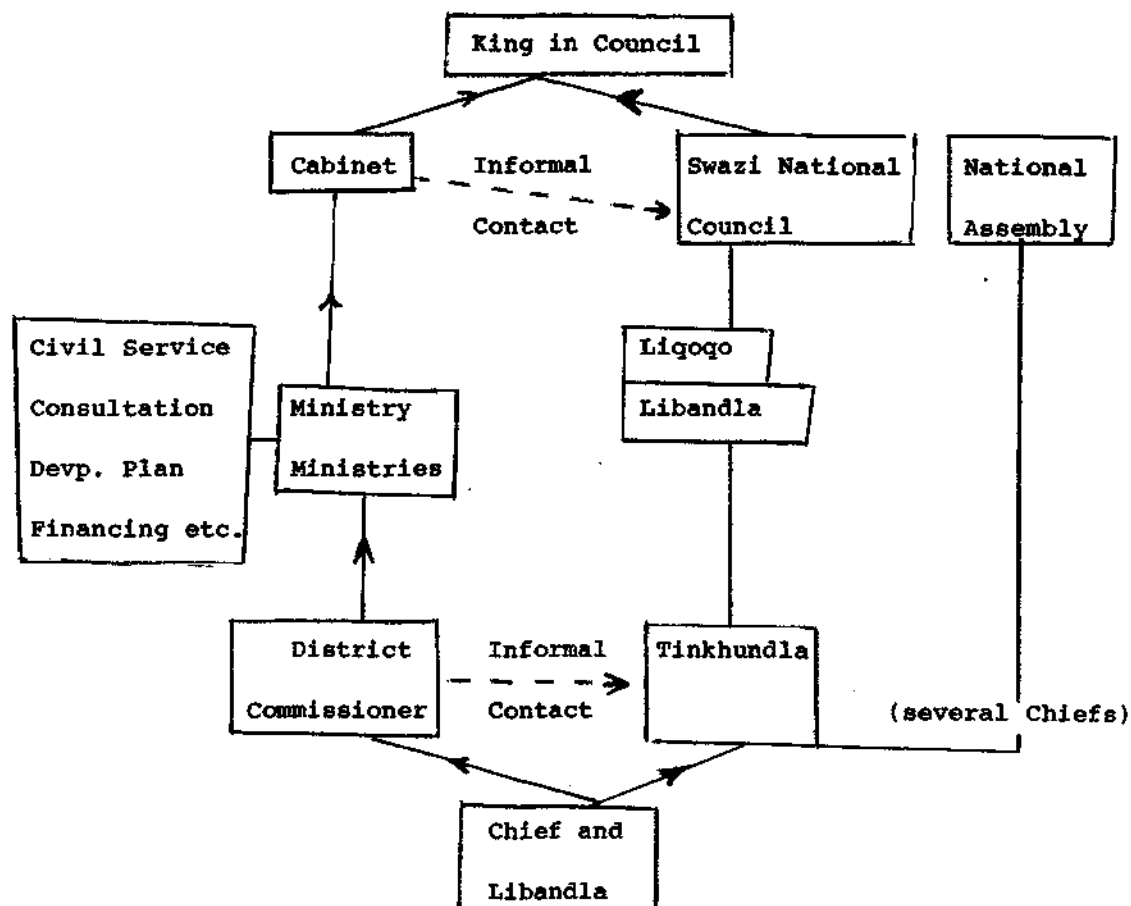 King in Council
Cabinet
Informal
Contact
Swazi National
Council
National
Assembly
Civil Service
Consultation
Devp. Plan
Financing etc.
Ministry
Ministries
Liqoqo
Libandla
District
Commissioner
Informal
Contact
Tinkhundla
(several Chiefs)
Chief and
Libandla